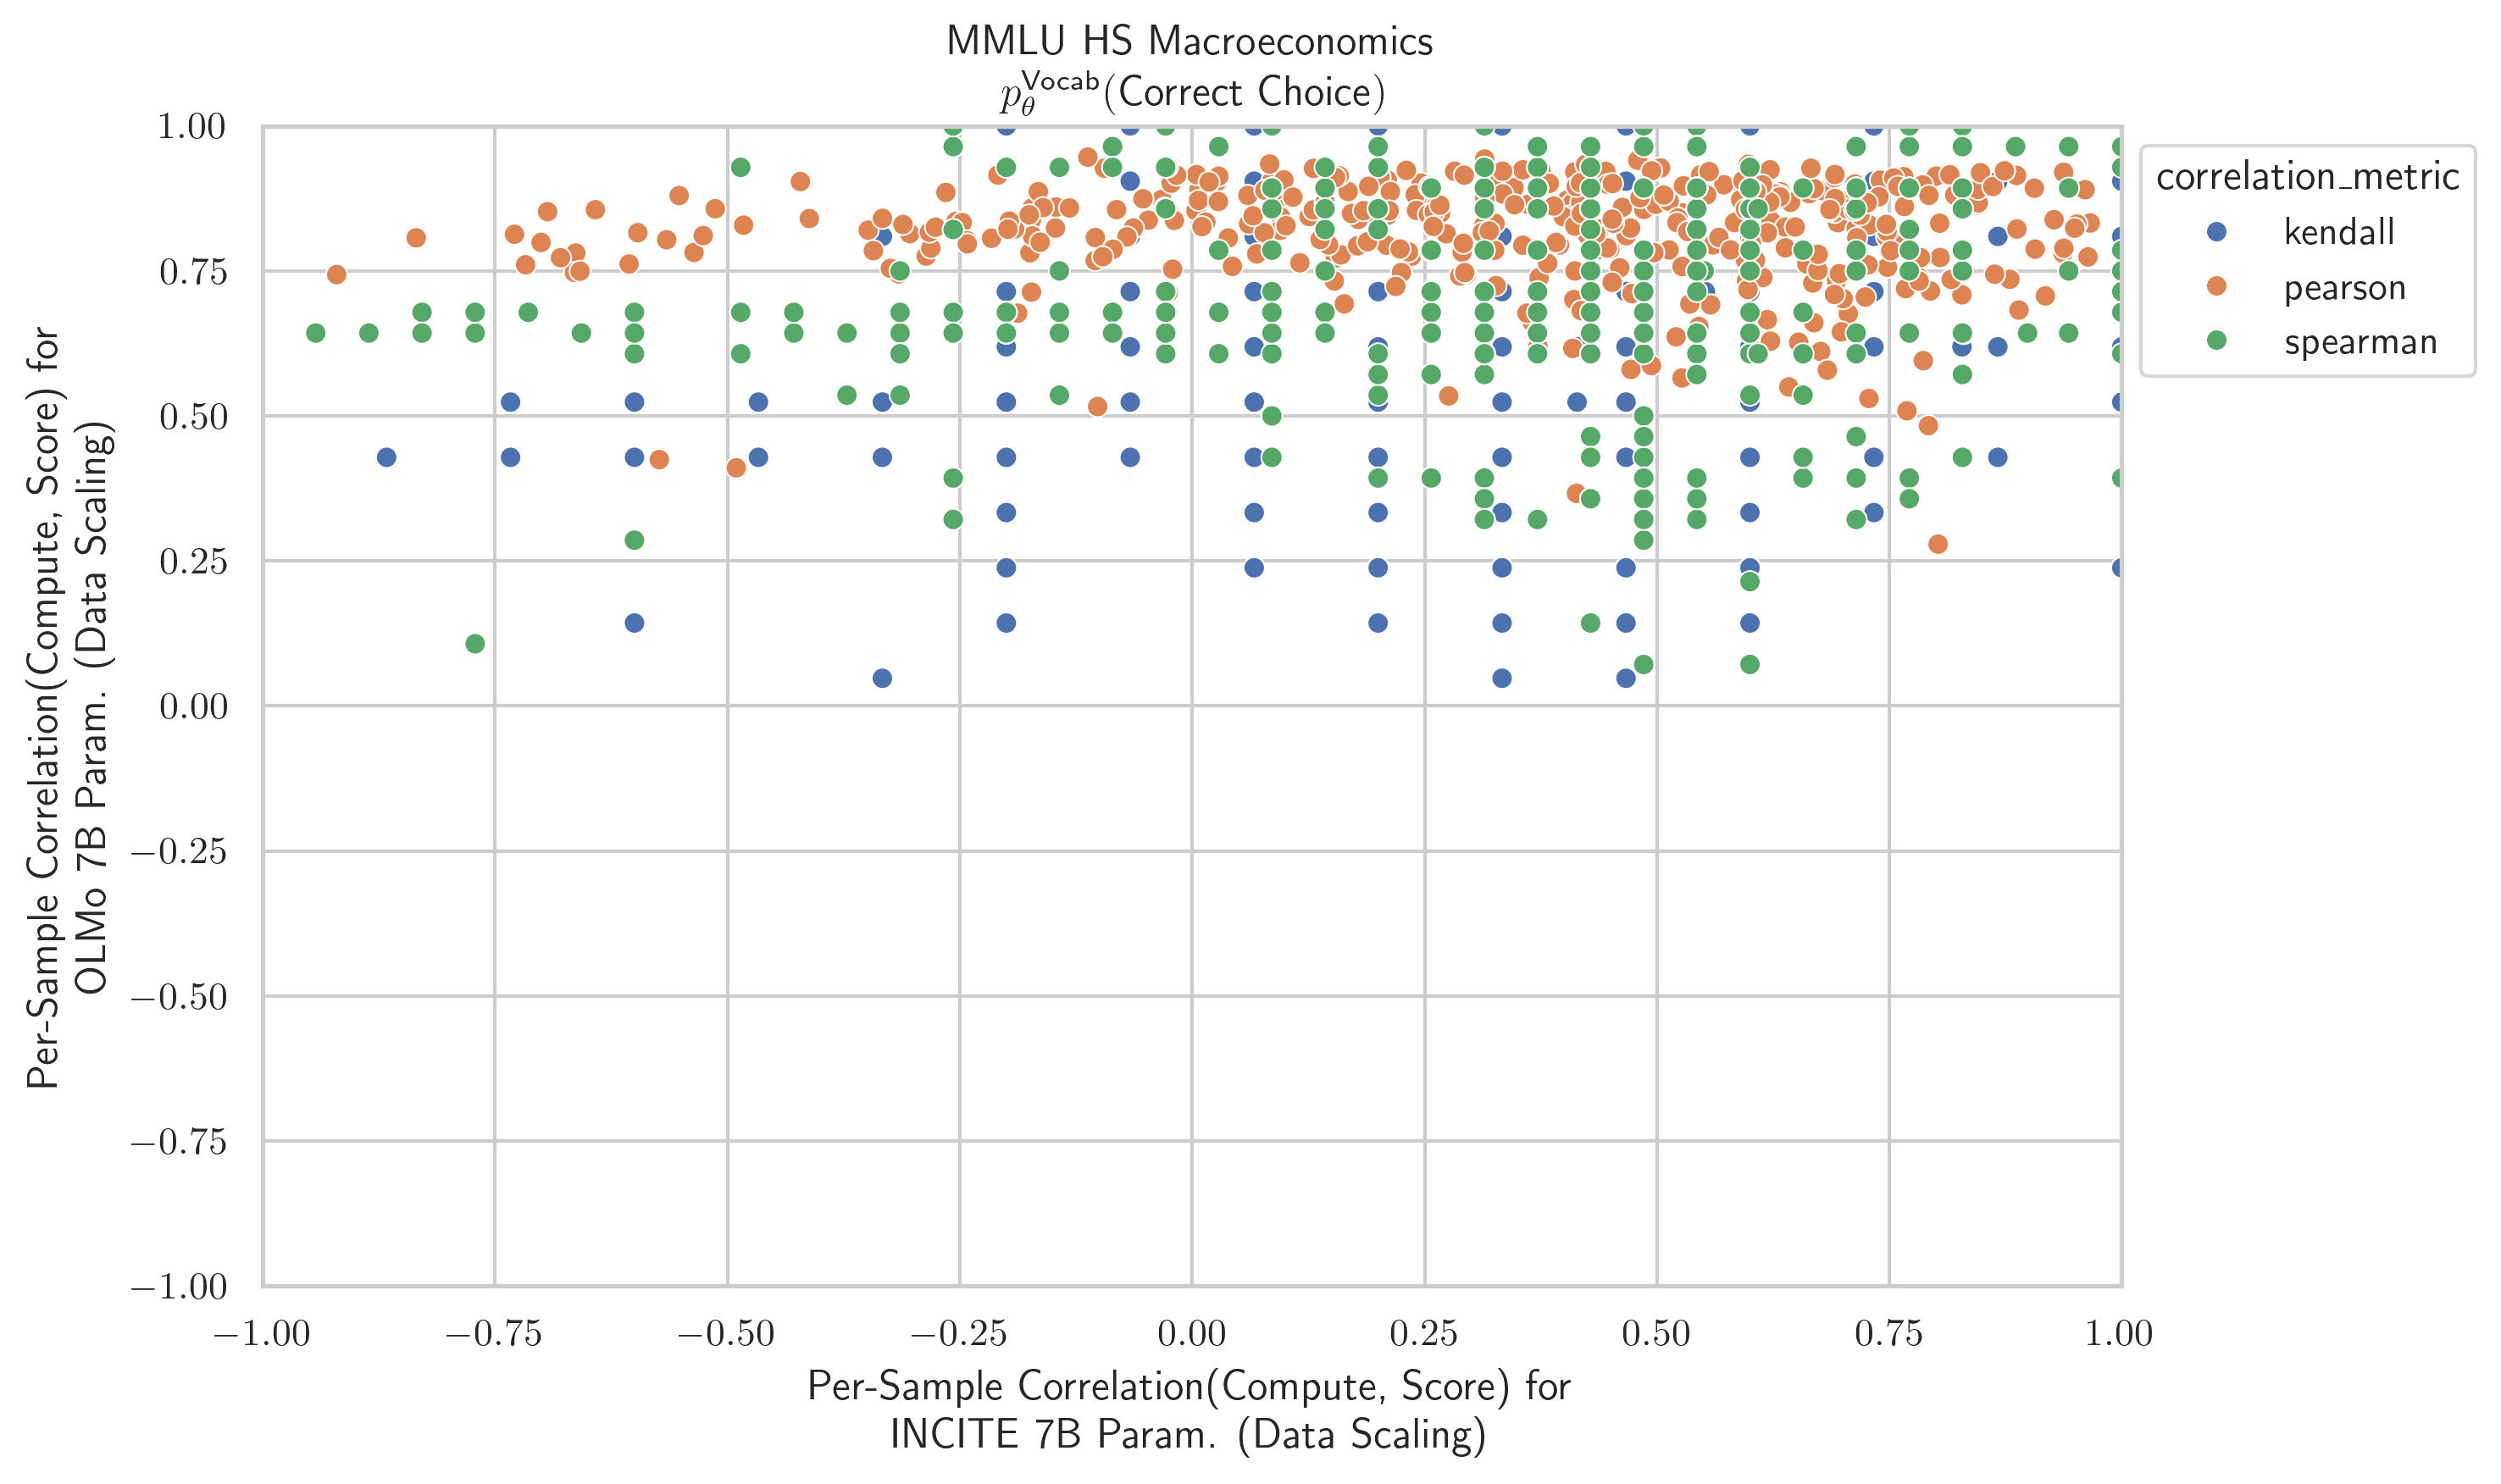 MMLU HS Macroeconomics
p_θ^Vocab(Correct Choice)
1.00
0.75
0.50
0.25
0.00
−0.25
−0.50
−0.75
−1.00
Per-Sample Correlation(Compute, Score) for
OLMo 7B Param. (Data Scaling)
correlation_metric
kendall
pearson
spearman
−1.00 −0.75 −0.50 −0.25 0.00 0.25 0.50 0.75 1.00
Per-Sample Correlation(Compute, Score) for
INCITE 7B Param. (Data Scaling)